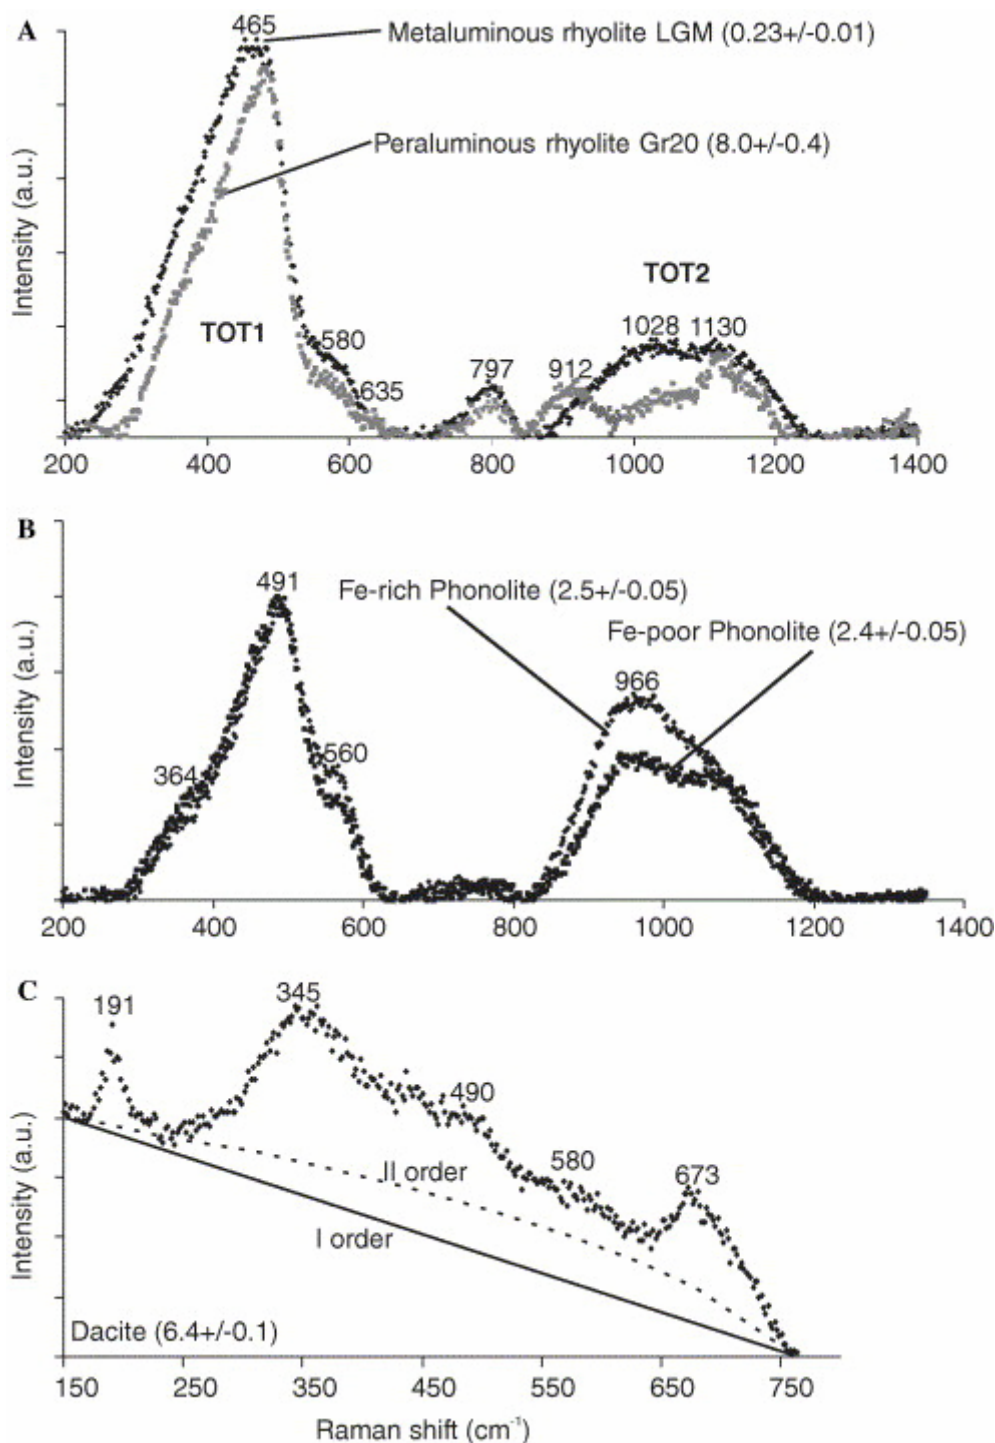 A
465
Metaluminous rhyolite LGM (0.23+/-0.01)
Peraluminous rhyolite Gr20 (8.0+/-0.4)
Intensity (a.u.)
TOT1
TOT2
580
635
797
912
1028
1130
200 400 600 800 1000 1200 1400
B
491
Fe-rich Phonolite (2.5+/-0.05)
Fe-poor Phonolite (2.4+/-0.05)
966
Intensity (a.u.)
364
560
200 400 600 800 1000 1200 1400
C
191
345
490
580
673
Intensity (a.u.)
II order
I order
Dacite (6.4+/-0.1)
150 250 350 450 550 650 750
Raman shift (cm⁻¹)